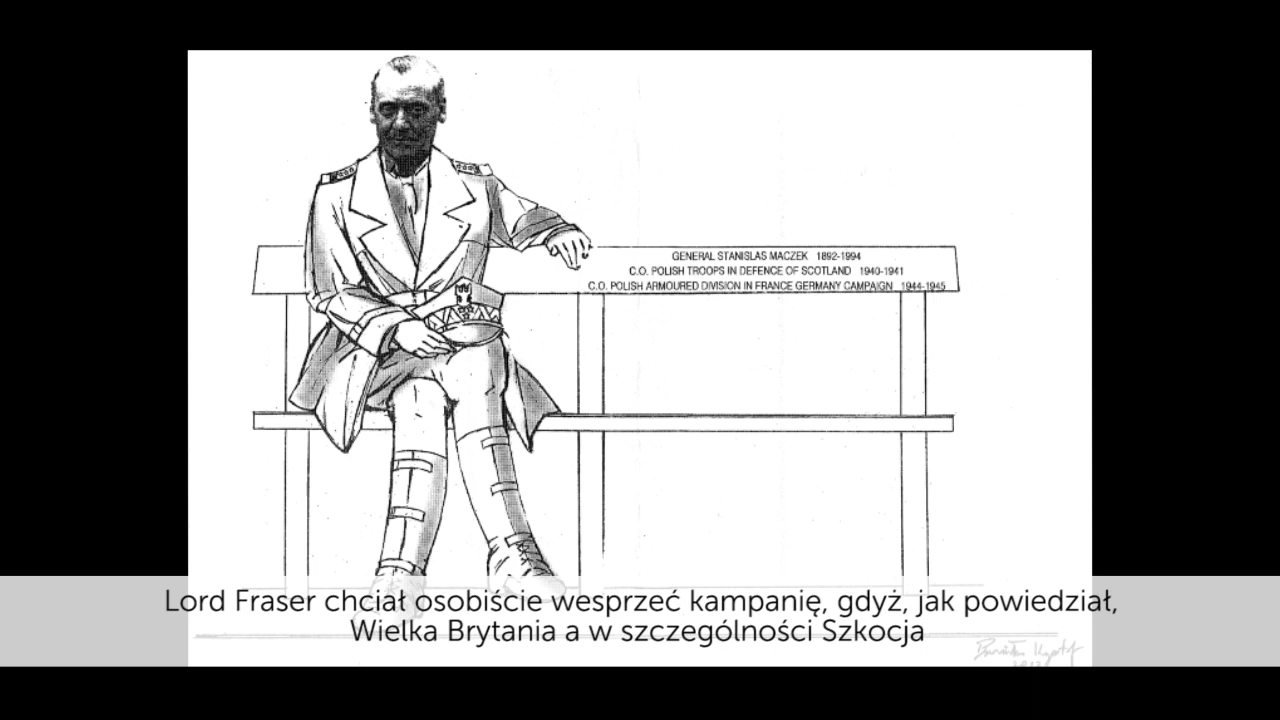 GENERAL STANISLAS MACZEK 1892-1994
C.O. POLISH TROOPS IN DEFENCE OF SCOTLAND 1940-1941
C.O. POLISH ARMOURED DIVISION IN FRANCE GERMANY CAMPAIGN 1944-1945
Lord Fraser chciał osobiście wesprzeć kampanię, gdyż, jak powiedział,
Wielka Brytania a w szczególności Szkocja